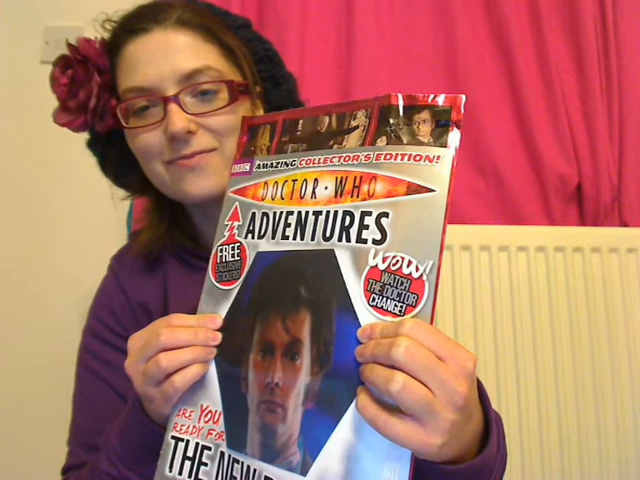 BBC AMAZING COLLECTOR'S EDITION!
DOCTOR·WHO
ADVENTURES
FREE
EXCLUSIVE
STICKERS!
WOW!
WATCH
THE DOCTOR
CHANGE!
ARE YOU
READY FOR
THE NEW